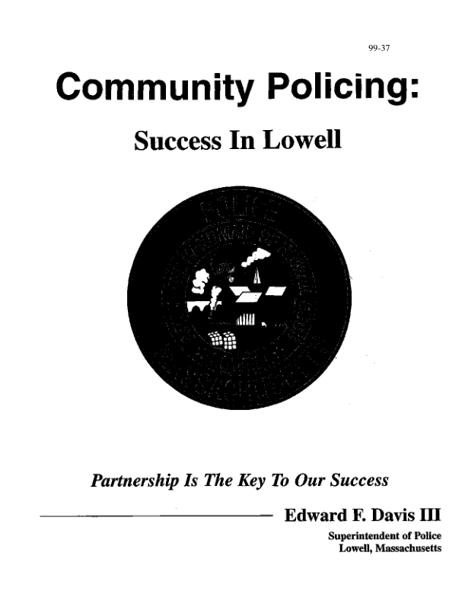 99-37
Community Policing:
Success In Lowell
POLICE
Partnership Is The Key To Our Success
Edward F. Davis III
Superintendent of Police
Lowell, Massachusetts